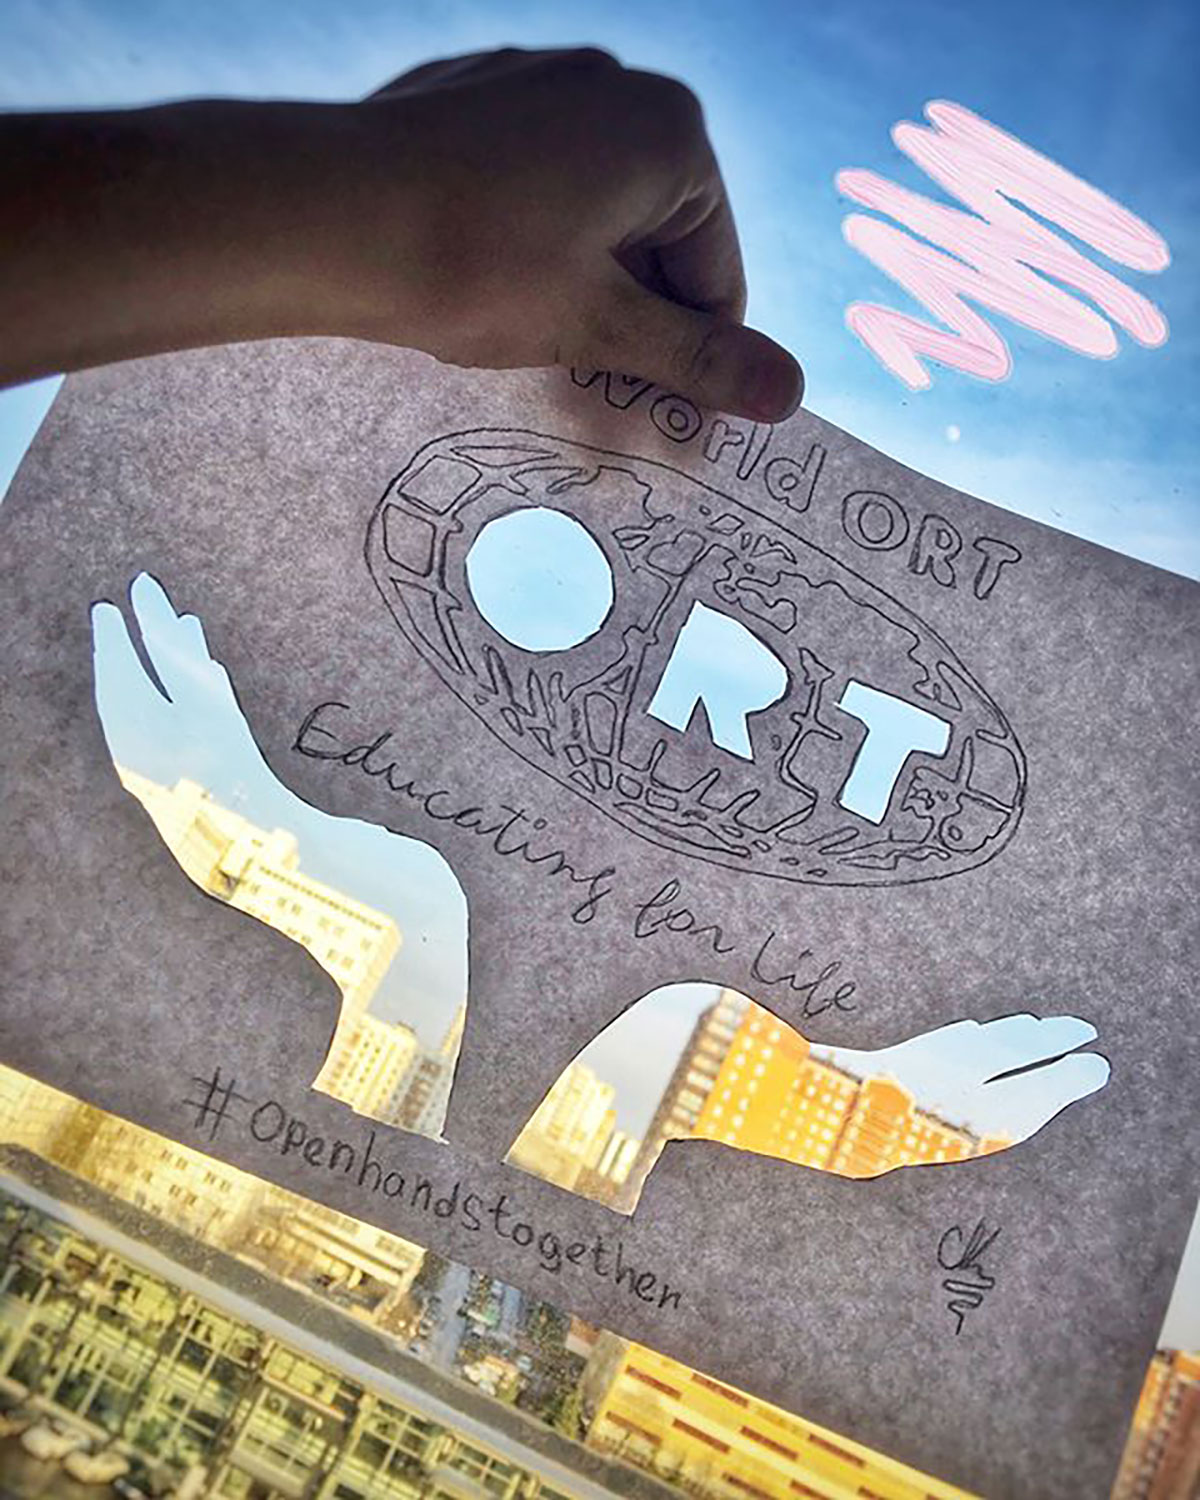 World ORT
ORT
Educating for Life
#Openhandstogether